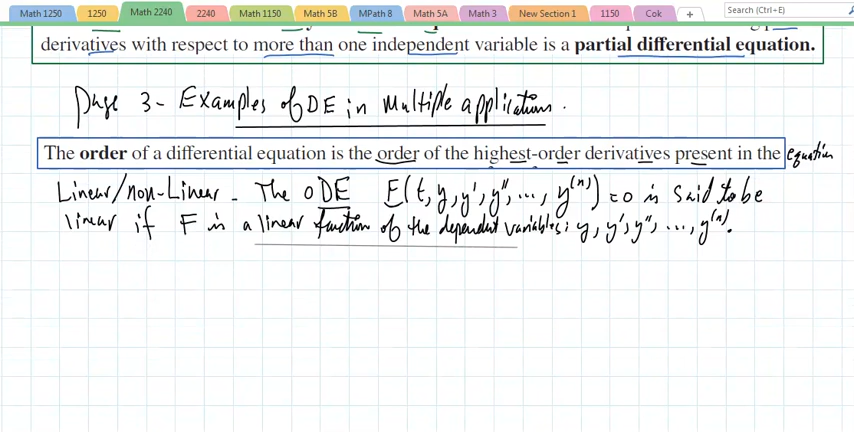 Math 1250 1250 Math 2240 2240 Math1150 Math 5B MPath 8 Math 5A Math 3 New Section 1 1150 Cok + Search (Ctrl+E)
derivatives with respect to more than one independent variable is a partial differential equation.
Page 3- Examples of DE in Multiple applications.
The order of a differential equation is the order of the highest-order derivatives present in the equation
Linear/non-Linear - The ODE F(t, y, y', y'', ..., y^(n)) = 0 is said to be
linear if F is a linear function of the dependent variables: y, y', y'', ..., y^(n).